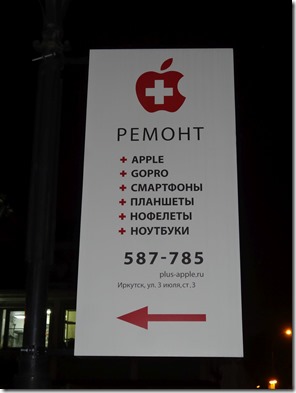 РЕМОНТ
+ APPLE
+ GOPRO
+ СМАРТФОНЫ
+ ПЛАНШЕТЫ
+ НОФЕЛЕТЫ
+ НОУТБУКИ
587-785
plus-apple.ru
Иркутск, ул. 3 июля, ст. 3